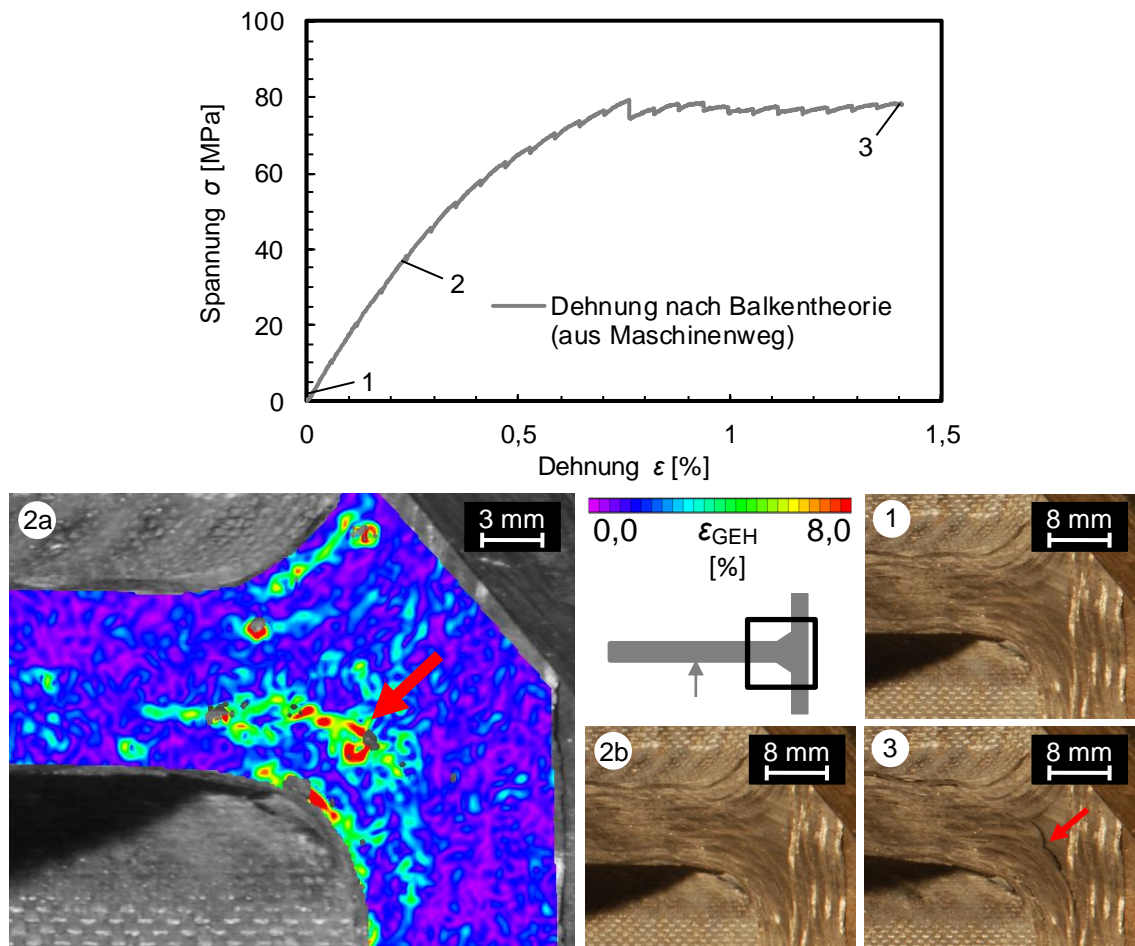 100
80
60
40
20
0
Spannung σ [MPa]
1
2
3
Dehnung nach Balkentheorie
(aus Maschinenweg)
0
0,5
1
1,5
Dehnung ε [%]
2a
3 mm
0,0
εGEH
8,0
[%]
1
8 mm
2b
8 mm
3
8 mm